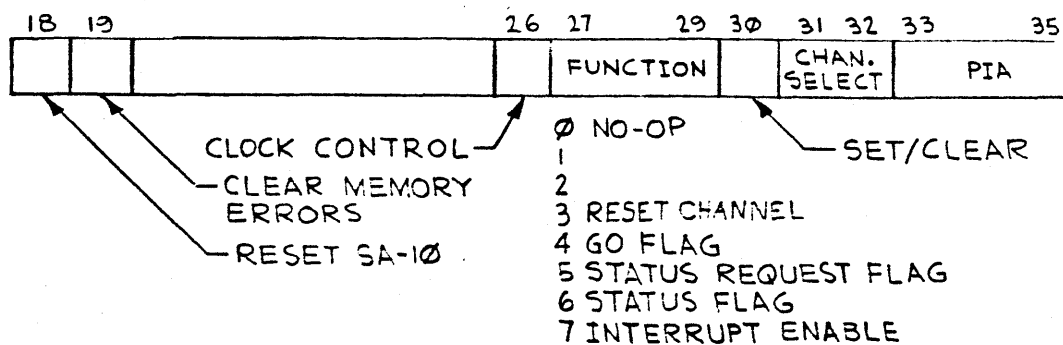 18 19 26 27 29 3Ø 31 32 33 35
FUNCTION
CHAN.
SELECT
PIA
CLOCK CONTROL
CLEAR MEMORY
ERRORS
RESET SA-1Ø
Ø NO-OP
1
2
3 RESET CHANNEL
4 GO FLAG
5 STATUS REQUEST FLAG
6 STATUS FLAG
7 INTERRUPT ENABLE
SET/CLEAR